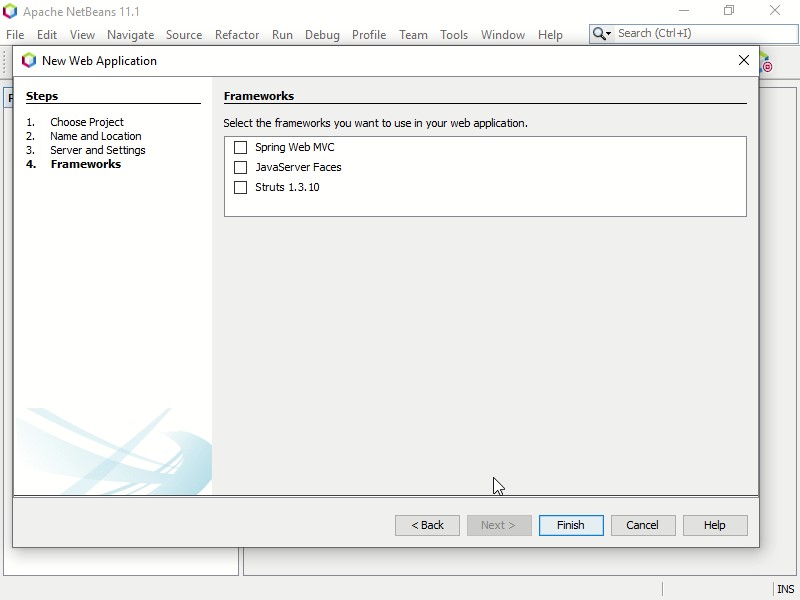 Apache NetBeans 11.1
File Edit View Navigate Source Refactor Run Debug Profile Team Tools Window Help
Search (Ctrl+I)
New Web Application
Steps
1. Choose Project
2. Name and Location
3. Server and Settings
4. Frameworks
Frameworks
Select the frameworks you want to use in your web application.
Spring Web MVC
JavaServer Faces
Struts 1.3.10
< Back Next > Finish Cancel Help
INS